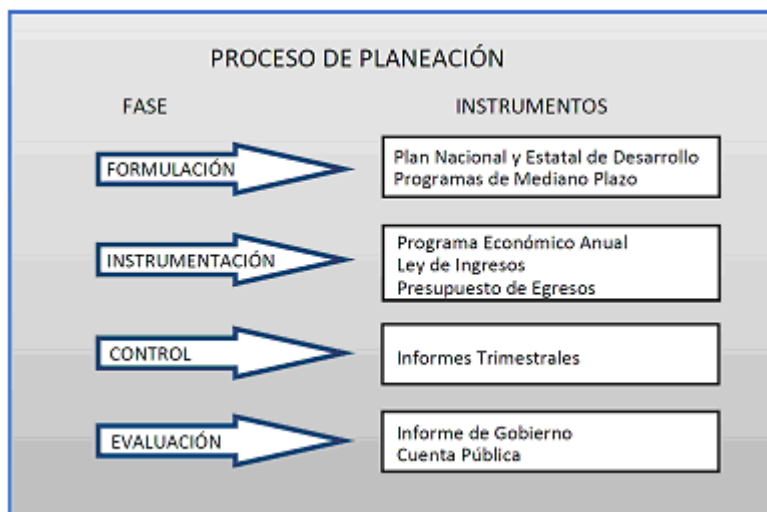 PROCESO DE PLANEACIÓN
FASE
INSTRUMENTOS
FORMULACIÓN
Plan Nacional y Estatal de Desarrollo
Programas de Mediano Plazo
INSTRUMENTACIÓN
Programa Económico Anual
Ley de Ingresos
Presupuesto de Egresos
CONTROL
Informes Trimestrales
EVALUACIÓN
Informe de Gobierno
Cuenta Pública